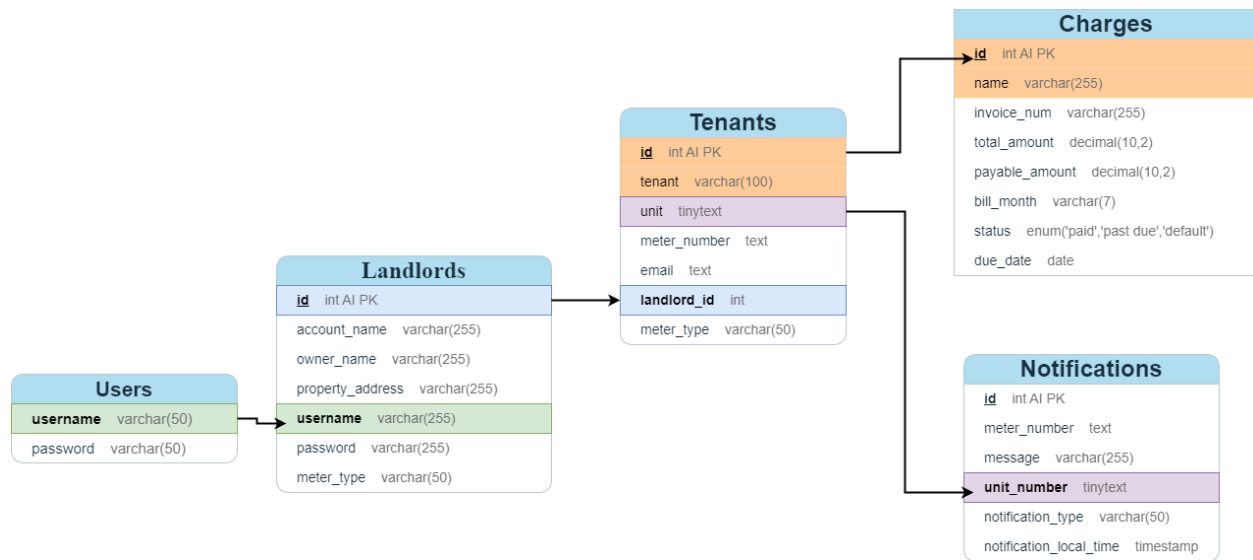 Users
username varchar(50)
password varchar(50)
Landlords
id int AI PK
account_name varchar(255)
owner_name varchar(255)
property_address varchar(255)
username varchar(255)
password varchar(255)
meter_type varchar(50)
Tenants
id int AI PK
tenant varchar(100)
unit tinytext
meter_number text
email text
landlord_id int
meter_type varchar(50)
Charges
id int AI PK
name varchar(255)
invoice_num varchar(255)
total_amount decimal(10,2)
payable_amount decimal(10,2)
bill_month varchar(7)
status enum('paid','past due','default')
due_date date
Notifications
id int AI PK
meter_number text
message varchar(255)
unit_number tinytext
notification_type varchar(50)
notification_local_time timestamp